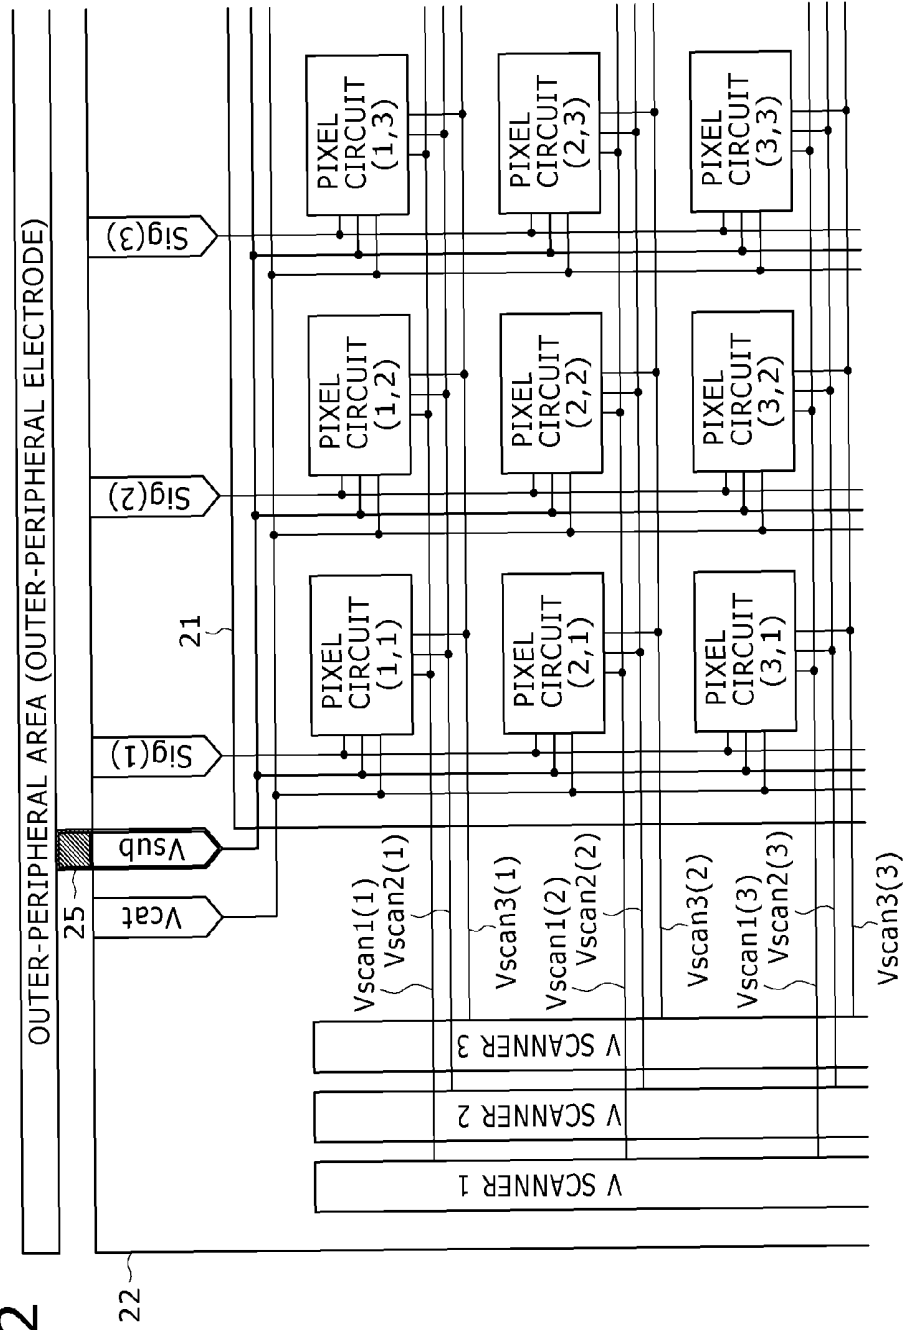 2
OUTER-PERIPHERAL AREA (OUTER-PERIPHERAL ELECTRODE)
22
25
21
Vcat
Vsub
Sig(1)
Sig(2)
Sig(3)
PIXEL
CIRCUIT
(1,1)
PIXEL
CIRCUIT
(1,2)
PIXEL
CIRCUIT
(1,3)
Vscan1(1)
Vscan2(1)
Vscan3(1)
PIXEL
CIRCUIT
(2,1)
PIXEL
CIRCUIT
(2,2)
PIXEL
CIRCUIT
(2,3)
Vscan1(2)
Vscan2(2)
Vscan3(2)
PIXEL
CIRCUIT
(3,1)
PIXEL
CIRCUIT
(3,2)
PIXEL
CIRCUIT
(3,3)
Vscan1(3)
Vscan2(3)
Vscan3(3)
V SCANNER 1
V SCANNER 2
V SCANNER 3